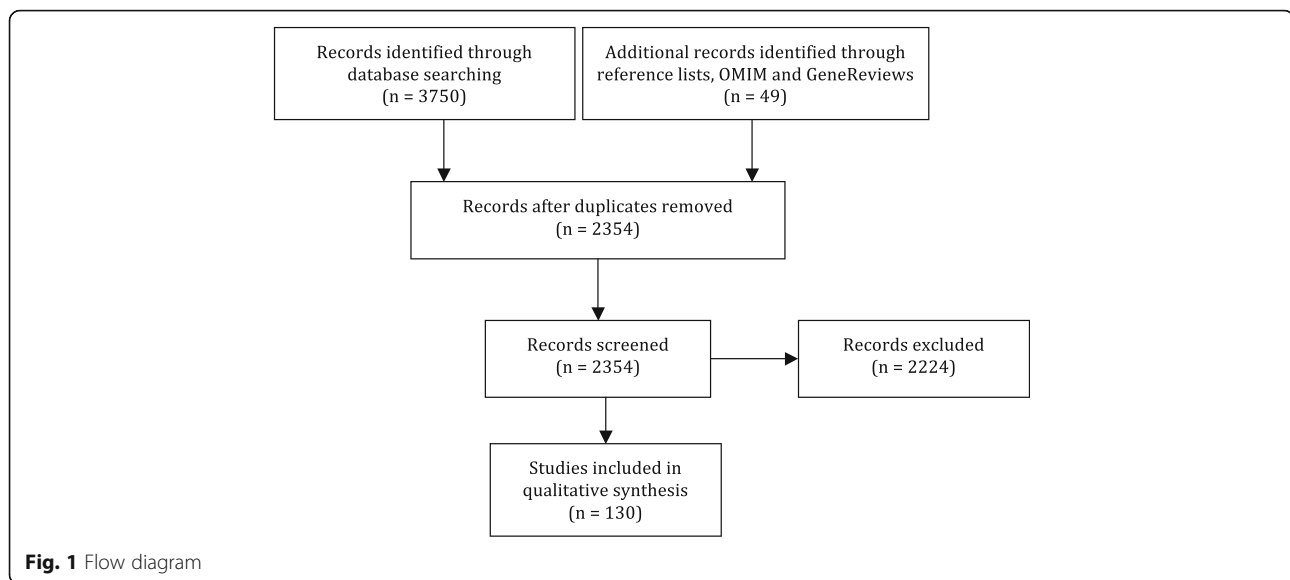 Records identified through
database searching
(n = 3750)
Additional records identified through
reference lists, OMIM and GeneReviews
(n = 49)
Records after duplicates removed
(n = 2354)
Records screened
(n = 2354)
Records excluded
(n = 2224)
Studies included in
qualitative synthesis
(n = 130)
Fig. 1 Flow diagram